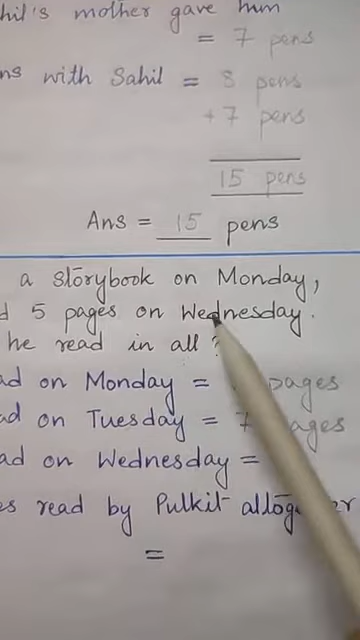 hil's mother gave him
= 7 pens
ns with Sahil = 8 pens
+ 7 pens
15 pens
Ans = 15 pens
a storybook on Monday,
d 5 pages on Wednesday.
he read in all ?
ad on Monday = pages
ad on Tuesday = 7 pages
ad on Wednesday =
es read by Pulkit altogether
=